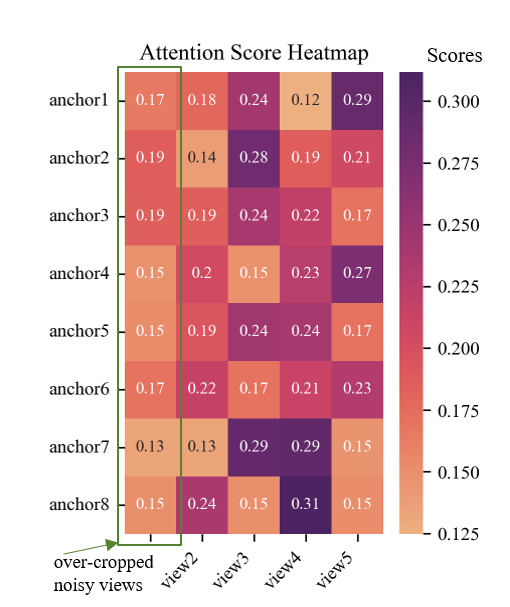 Attention Score Heatmap
Scores
anchor1 0.17 0.18 0.24 0.12 0.29
anchor2 0.19 0.14 0.28 0.19 0.21
anchor3 0.19 0.19 0.24 0.22 0.17
anchor4 0.15 0.2 0.15 0.23 0.27
anchor5 0.15 0.19 0.24 0.24 0.17
anchor6 0.17 0.22 0.17 0.21 0.23
anchor7 0.13 0.13 0.29 0.29 0.15
anchor8 0.15 0.24 0.15 0.31 0.15
0.300
0.275
0.250
0.225
0.200
0.175
0.150
0.125
over-cropped
noisy views
view2 view3 view4 view5